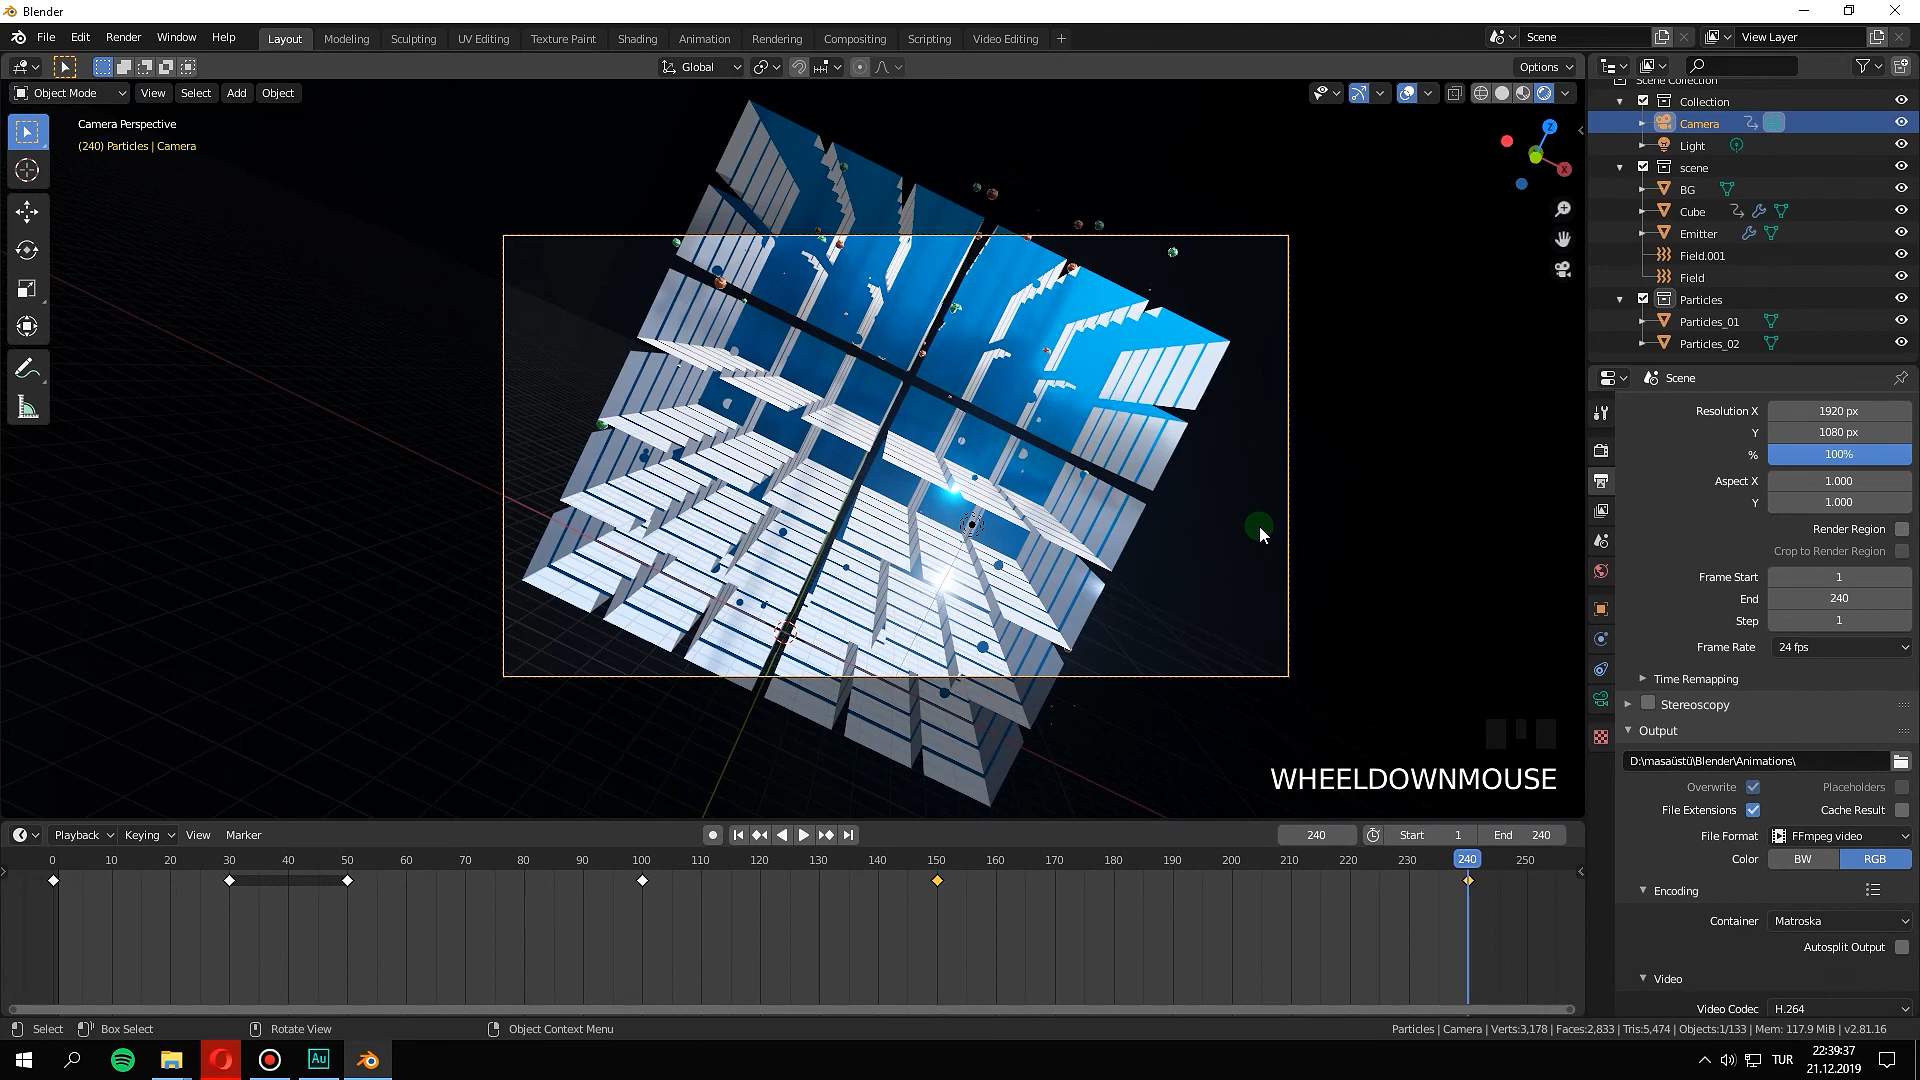 Blender
File Edit Render Window Help Layout Modeling Sculpting UV Editing Texture Paint Shading Animation Rendering Compositing Scripting Video Editing + Scene View Layer
Global Options
Object Mode View Select Add Object
Camera Perspective
(240) Particles | Camera
Z
X
WHEELDOWNMOUSE
Scene Collection
Collection
Camera
Light
scene
BG
Cube
Emitter
Field.001
Field
Particles
Particles_01
Particles_02
Scene
Resolution X 1920 px
Y 1080 px
% 100%
Aspect X 1.000
Y 1.000
Render Region
Crop to Render Region
Frame Start 1
End 240
Step 1
Frame Rate 24 fps
Time Remapping
Stereoscopy
Output
D:\masaüstü\Blender\Animations\
Overwrite Placeholders
File Extensions Cache Result
File Format FFmpeg video
Color BW RGB
Encoding
Container Matroska
Autosplit Output
Video
Video Codec H.264
Playback Keying View Marker 240 Start 1 End 240
0 10 20 30 40 50 60 70 80 90 100 110 120 130 140 150 160 170 180 190 200 210 220 230 240 250
Select Box Select Rotate View Object Context Menu Particles | Camera | Verts:3,178 | Faces:2,833 | Tris:5,474 | Objects:1/133 | Mem: 117.9 MiB | v2.81.16
Au TUR 22:39:37
21.12.2019